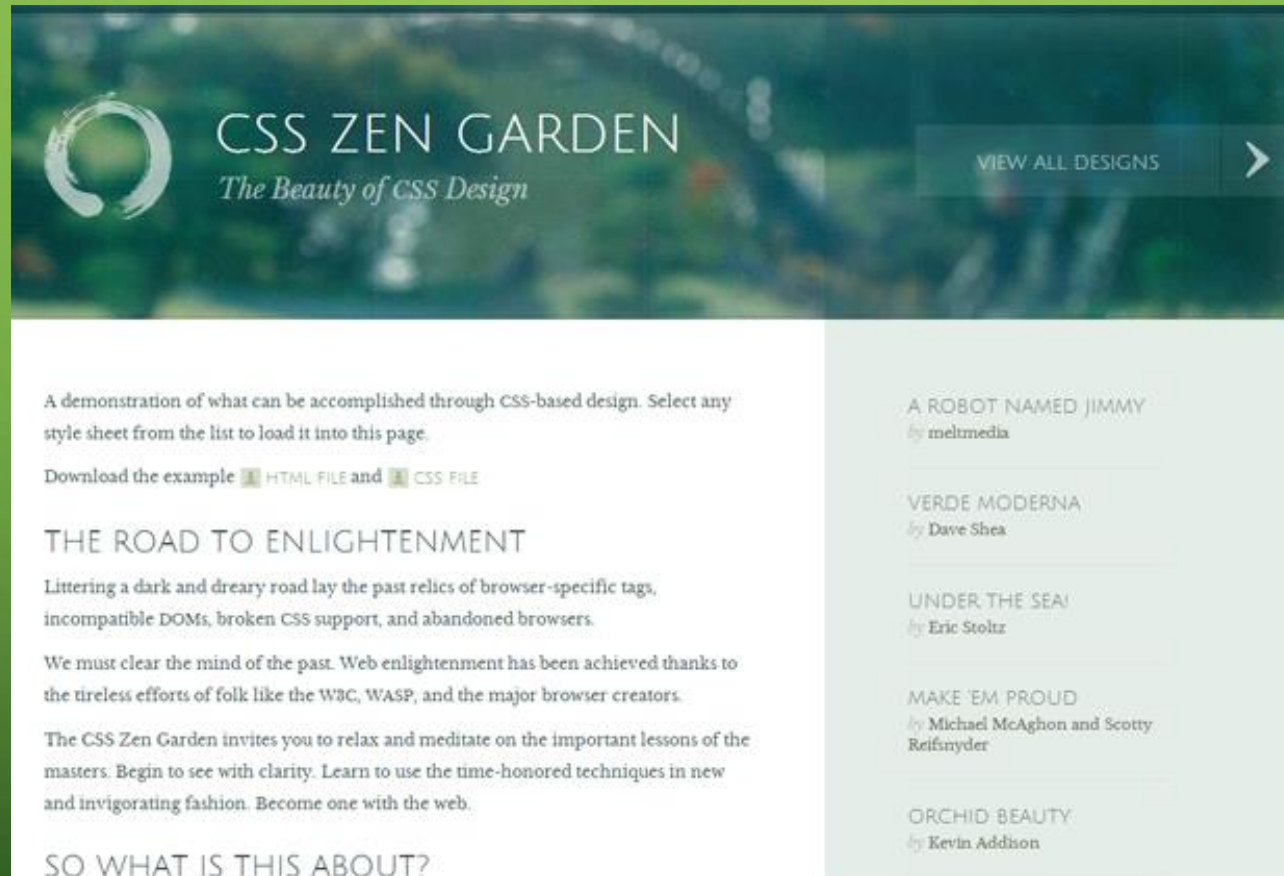 CSS ZEN GARDEN
The Beauty of CSS Design
VIEW ALL DESIGNS
A demonstration of what can be accomplished through CSS-based design. Select any
style sheet from the list to load it into this page.
Download the example HTML FILE and CSS FILE
THE ROAD TO ENLIGHTENMENT
Littering a dark and dreary road lay the past relics of browser-specific tags,
incompatible DOMs, broken CSS support, and abandoned browsers.
We must clear the mind of the past. Web enlightenment has been achieved thanks to
the tireless efforts of folk like the W3C, WASP, and the major browser creators.
The CSS Zen Garden invites you to relax and meditate on the important lessons of the
masters. Begin to see with clarity. Learn to use the time-honored techniques in new
and invigorating fashion. Become one with the web.
SO WHAT IS THIS ABOUT?
A ROBOT NAMED JIMMY
by meltmedia
VERDE MODERNA
by Dave Shea
UNDER THE SEA!
by Eric Stoltz
MAKE 'EM PROUD
by Michael McAghon and Scotty
Reifsnyder
ORCHID BEAUTY
by Kevin Addison